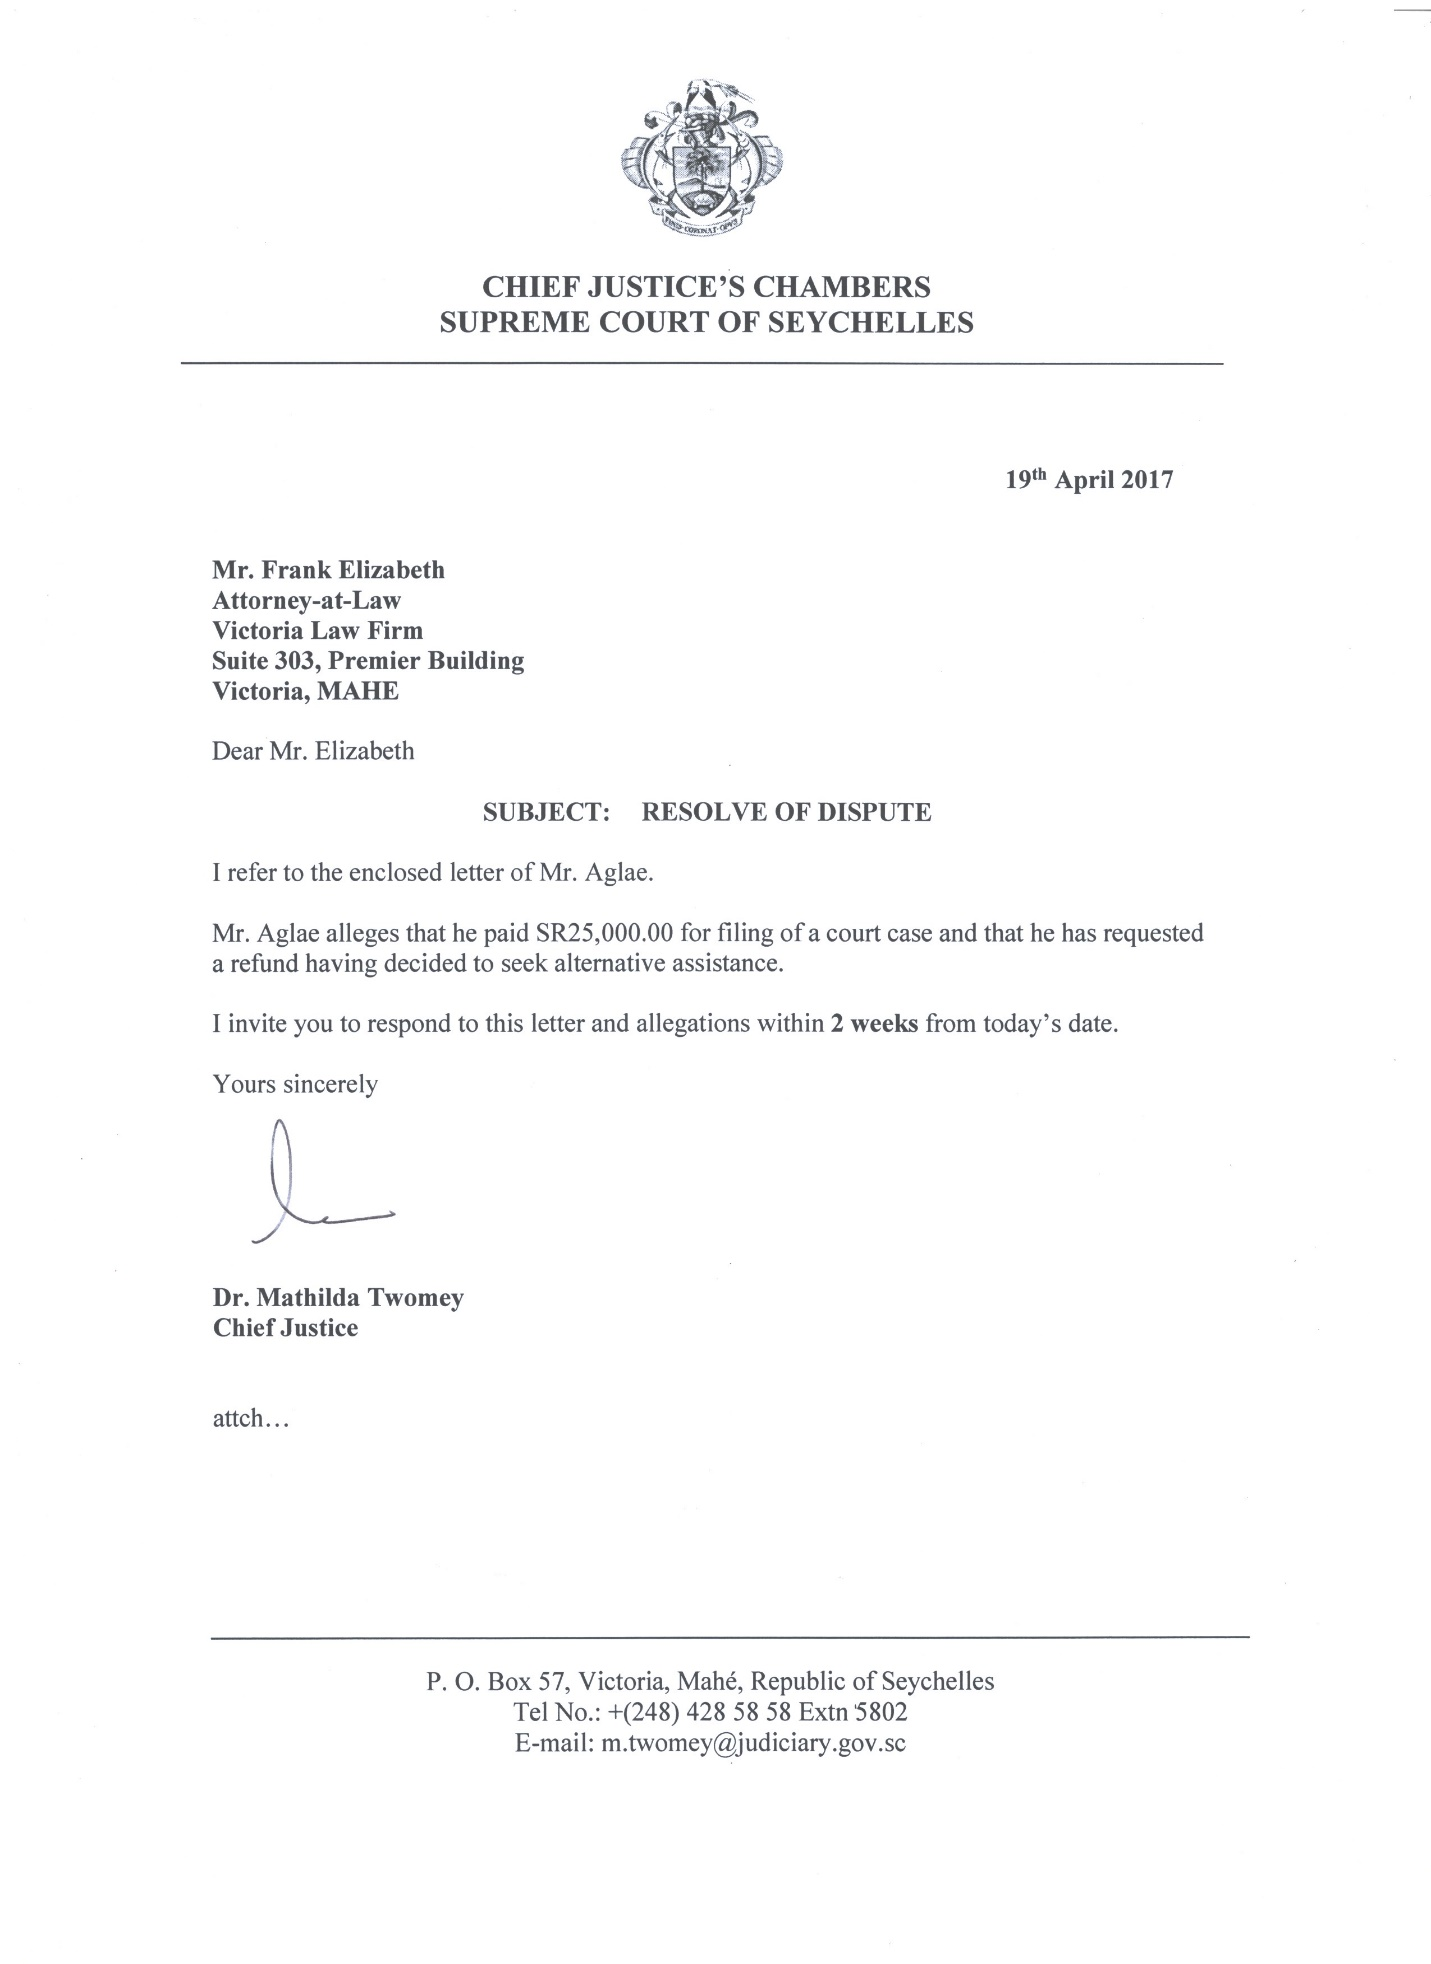 FINIS·CORONAT·OPVS
CHIEF JUSTICE'S CHAMBERS
SUPREME COURT OF SEYCHELLES
19th April 2017
Mr. Frank Elizabeth
Attorney-at-Law
Victoria Law Firm
Suite 303, Premier Building
Victoria, MAHE
Dear Mr. Elizabeth
SUBJECT: RESOLVE OF DISPUTE
I refer to the enclosed letter of Mr. Aglae.
Mr. Aglae alleges that he paid SR25,000.00 for filing of a court case and that he has requested
a refund having decided to seek alternative assistance.
I invite you to respond to this letter and allegations within 2 weeks from today's date.
Yours sincerely
Dr. Mathilda Twomey
Chief Justice
attch…
P. O. Box 57, Victoria, Mahé, Republic of Seychelles
Tel No.: +(248) 428 58 58 Extn 5802
E-mail: m.twomey@judiciary.gov.sc